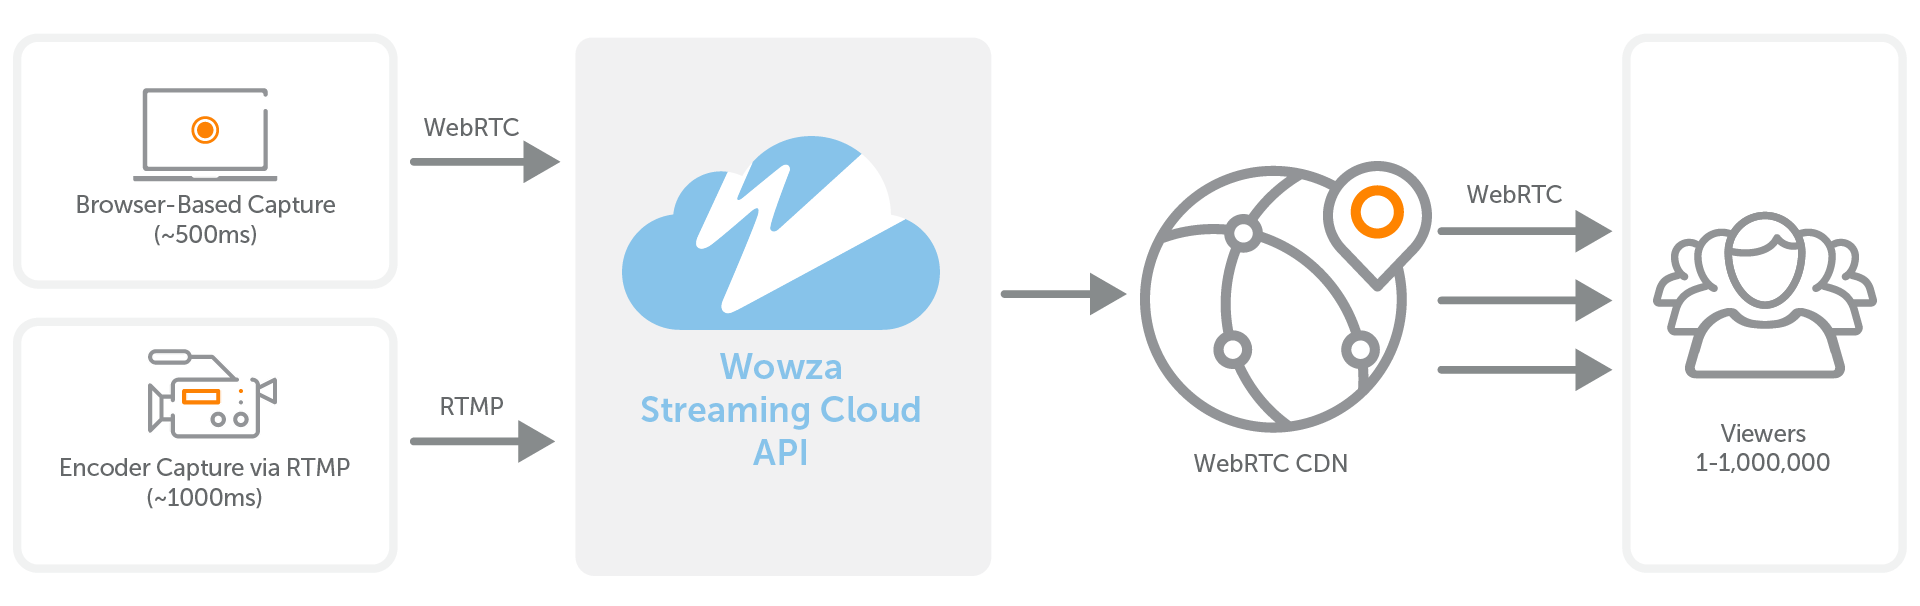 Browser-Based Capture
(~500ms)
WebRTC
Encoder Capture via RTMP
(~1000ms)
RTMP
Wowza
Streaming Cloud
API
WebRTC CDN
WebRTC
Viewers
1-1,000,000